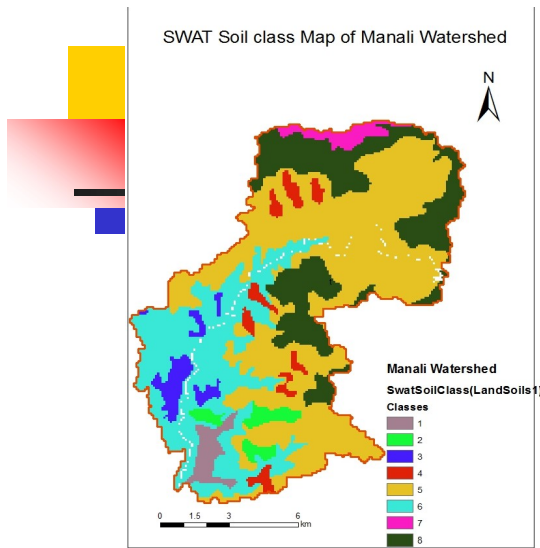 SWAT Soil class Map of Manali Watershed
N
Manali Watershed
SwatSoilClass(LandSoils1)
Classes
1
2
3
4
5
6
7
8
0 1.5 3 6
km